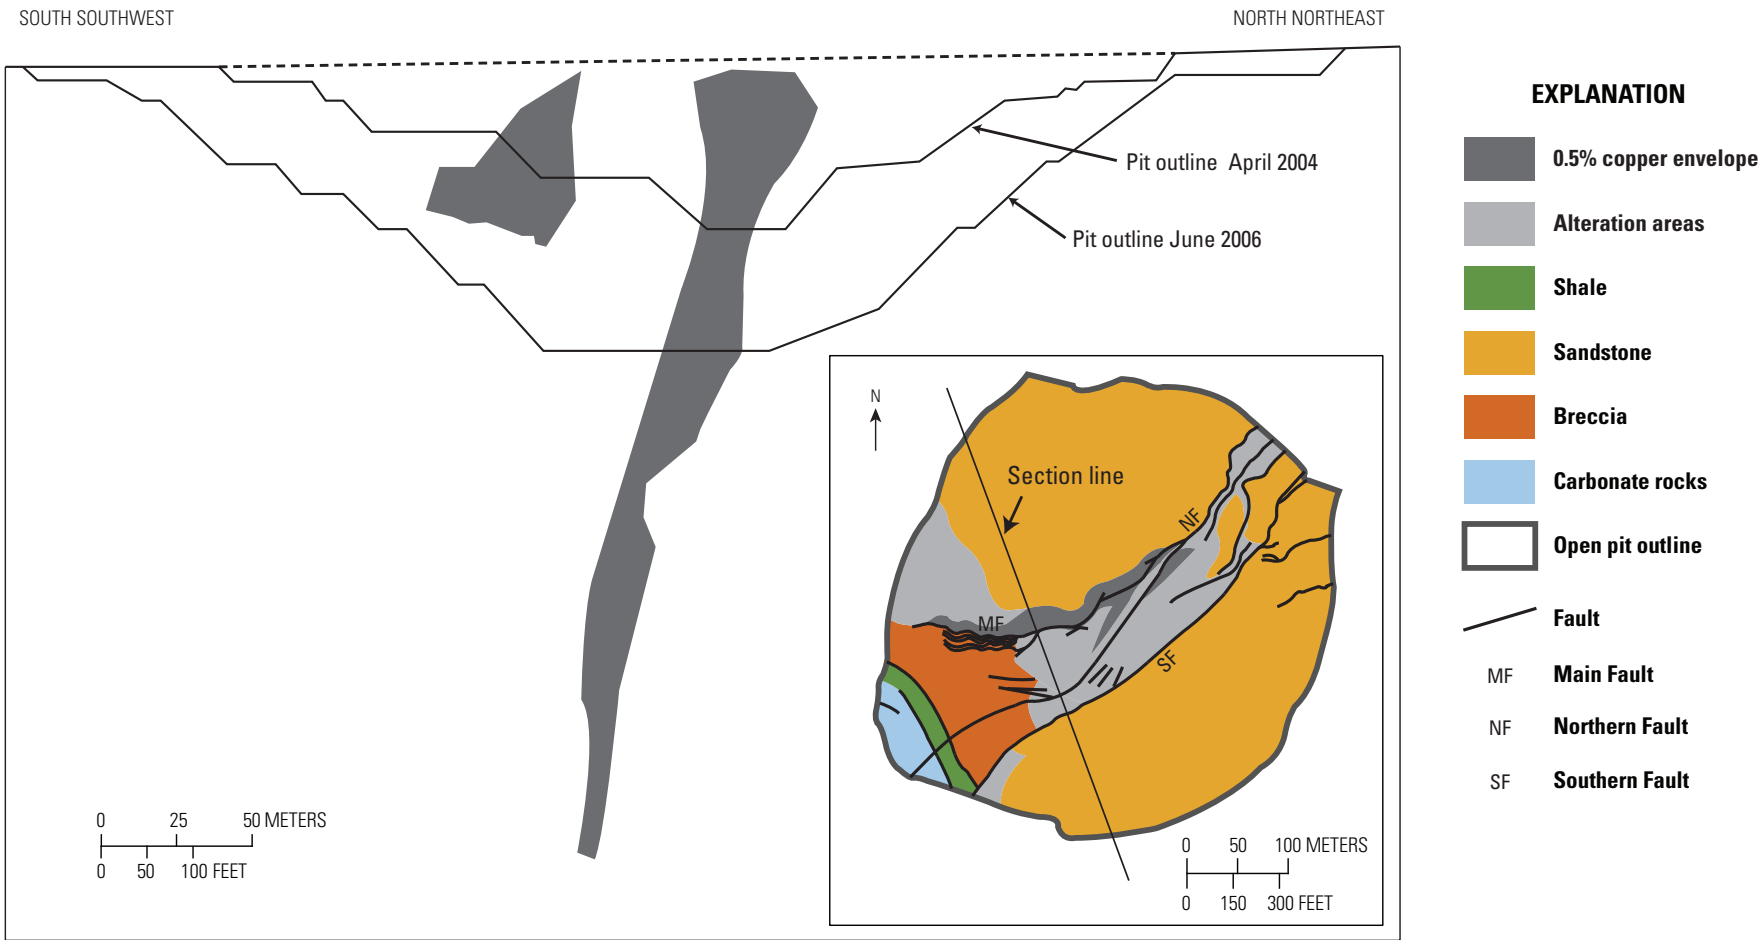 SOUTH SOUTHWEST
NORTH NORTHEAST
Pit outline  April 2004
Pit outline June 2006
0 25 50 METERS
0 50 100 FEET
N
Section line
NF
MF
SF
0 50 100 METERS
0 150 300 FEET
EXPLANATION
0.5% copper envelope
Alteration areas
Shale
Sandstone
Breccia
Carbonate rocks
Open pit outline
Fault
MF Main Fault
NF Northern Fault
SF Southern Fault